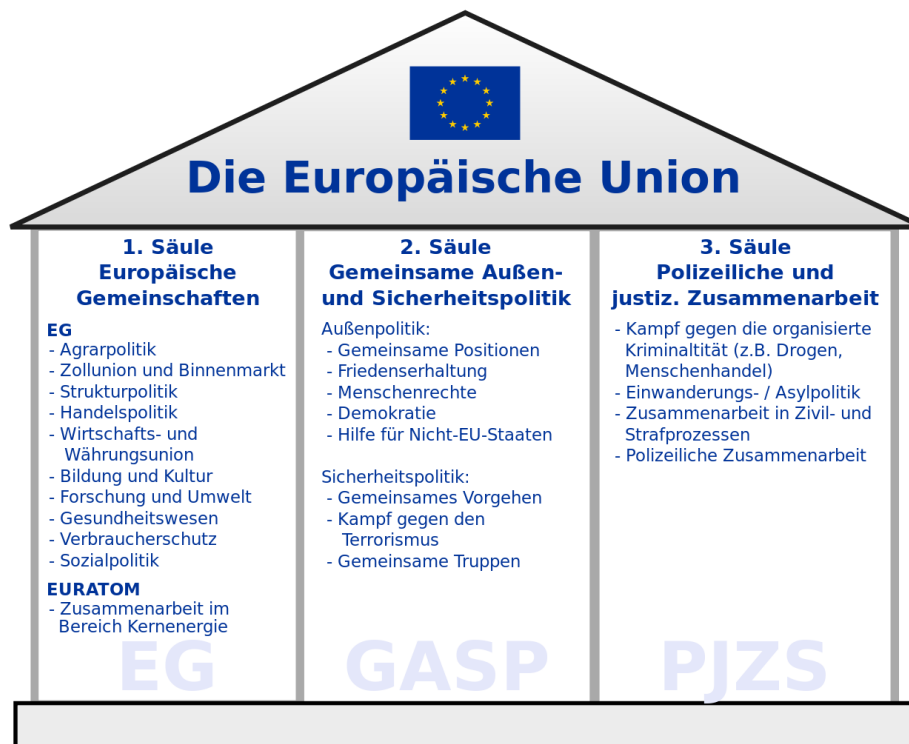 Die Europäische Union
1. Säule
Europäische
Gemeinschaften
EG
- Agrarpolitik
- Zollunion und Binnenmarkt
- Strukturpolitik
- Handelspolitik
- Wirtschafts- und
Währungsunion
- Bildung und Kultur
- Forschung und Umwelt
- Gesundheitswesen
- Verbraucherschutz
- Sozialpolitik
EURATOM
- Zusammenarbeit im
Bereich Kernenergie
EG
2. Säule
Gemeinsame Außen-
und Sicherheitspolitik
Außenpolitik:
- Gemeinsame Positionen
- Friedenserhaltung
- Menschenrechte
- Demokratie
- Hilfe für Nicht-EU-Staaten
Sicherheitspolitik:
- Gemeinsames Vorgehen
- Kampf gegen den
Terrorismus
- Gemeinsame Truppen
GASP
3. Säule
Polizeiliche und
justiz. Zusammenarbeit
- Kampf gegen die organisierte
Kriminaltität (z.B. Drogen,
Menschenhandel)
- Einwanderungs- / Asylpolitik
- Zusammenarbeit in Zivil- und
Strafprozessen
- Polizeiliche Zusammenarbeit
PJZS